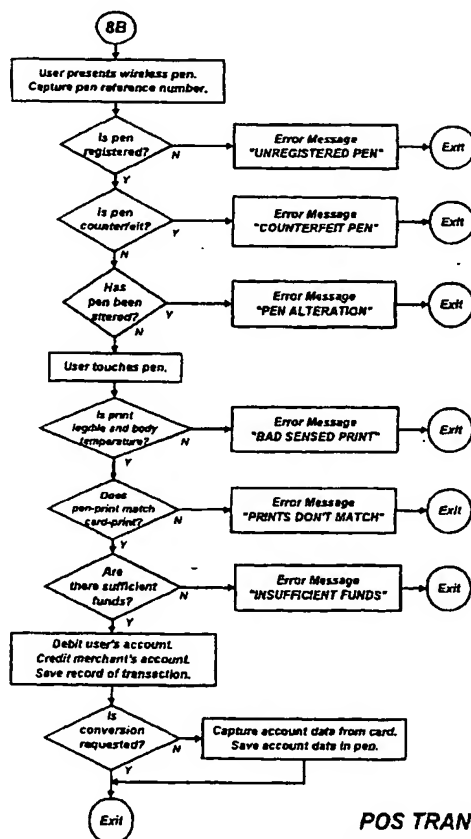 8B
User presents wireless pen.
Capture pen reference number.
Is pen
registered?
N
Error Message
"UNREGISTERED PEN"
Exit
Y
Is pen
counterfeit?
Y
Error Message
"COUNTERFEIT PEN"
Exit
N
Has
pen been
altered?
Y
Error Message
"PEN ALTERATION"
Exit
N
User touches pen.
Is print
legible and body
temperature?
N
Error Message
"BAD SENSED PRINT"
Exit
Y
Does
pen-print match
card-print?
N
Error Message
"PRINTS DON'T MATCH"
Exit
Y
Are
there sufficient
funds?
N
Error Message
"INSUFFICIENT FUNDS"
Exit
Y
Debit user's account.
Credit merchant's account.
Save record of transaction.
Is
conversion
requested?
N
Capture account data from card.
Save account data in pen.
Y
Exit
POS TRAN